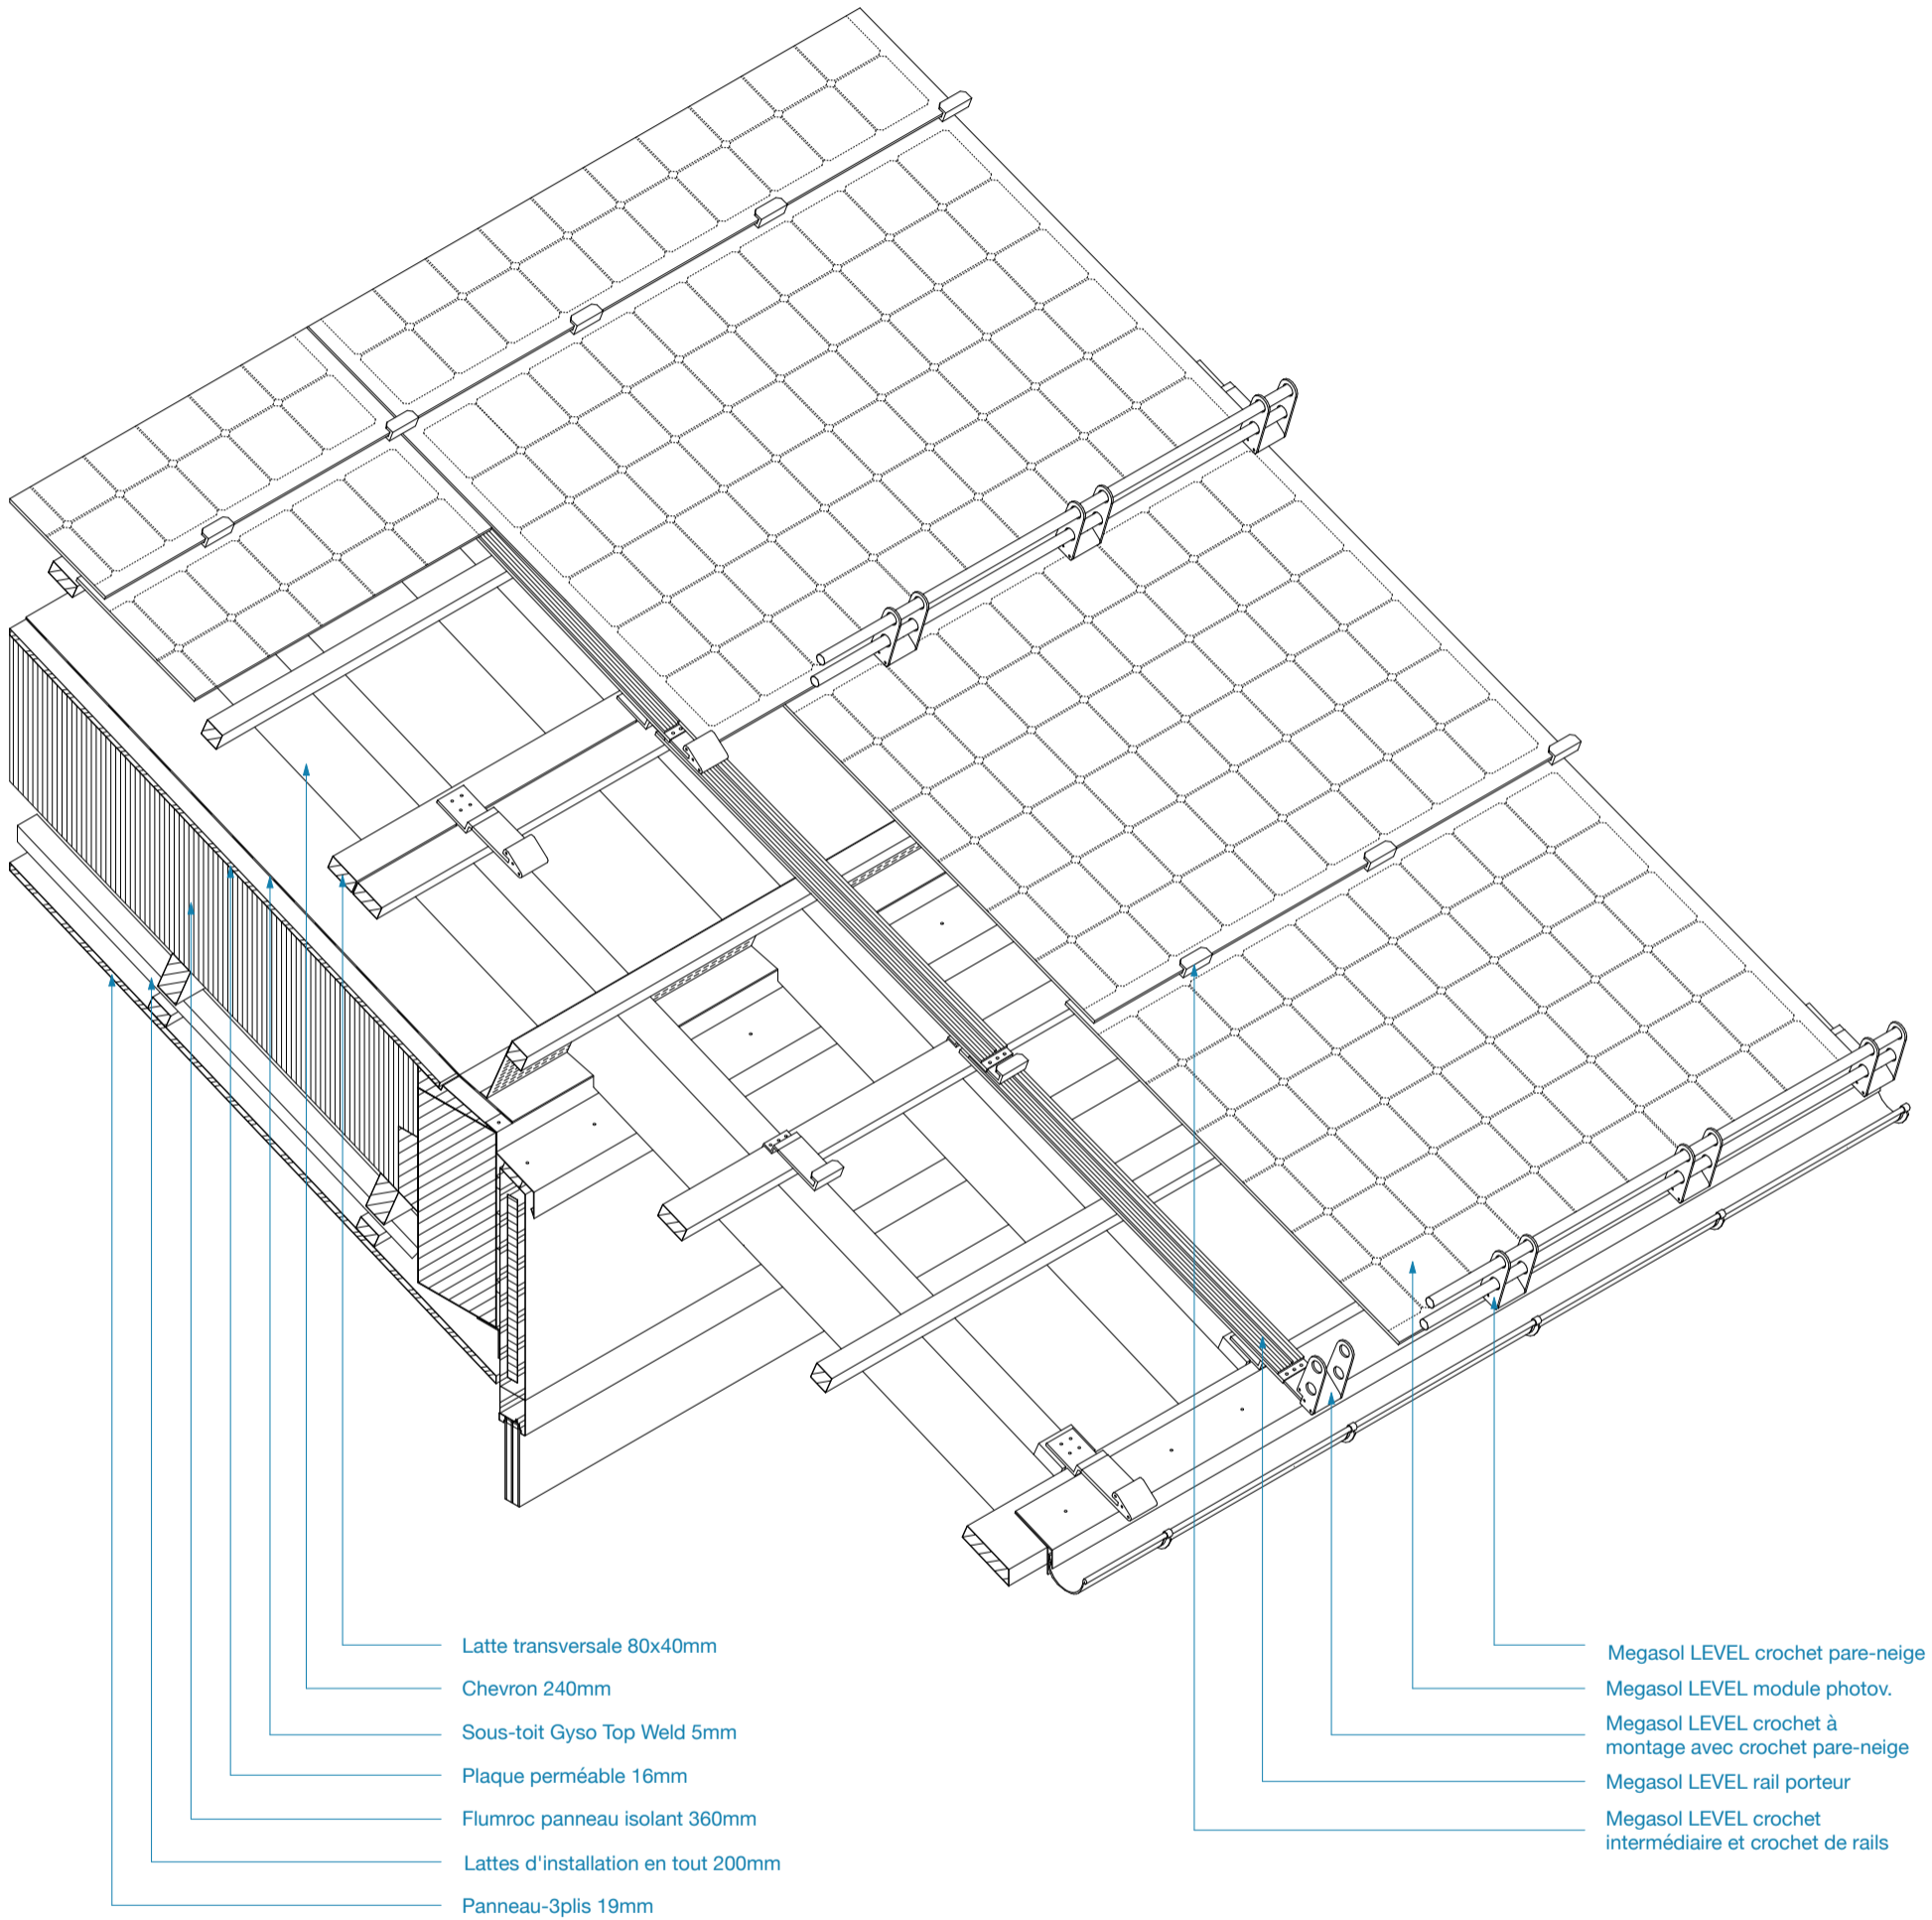 Latte transversale 80x40mm
Chevron 240mm
Sous-toit Gyso Top Weld 5mm
Plaque perméable 16mm
Flumroc panneau isolant 360mm
Lattes d'installation en tout 200mm
Panneau-3plis 19mm
Megasol LEVEL crochet pare-neige
Megasol LEVEL module photov.
Megasol LEVEL crochet à
montage avec crochet pare-neige
Megasol LEVEL rail porteur
Megasol LEVEL crochet
intermédiaire et crochet de rails